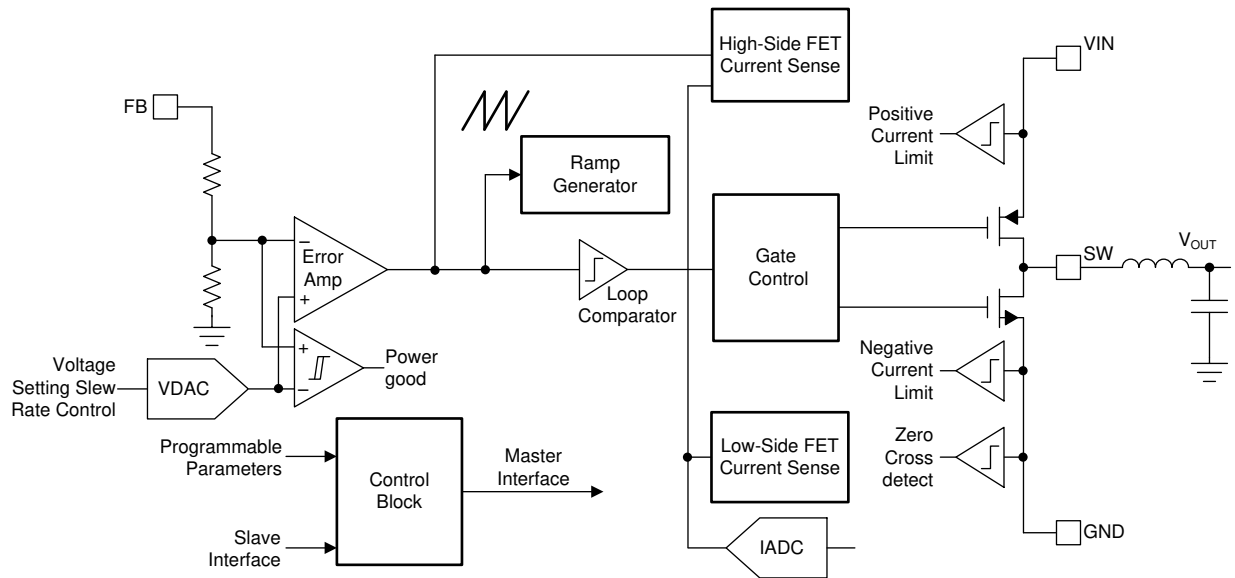 High-Side FET
Current Sense
VIN
FB
Positive
Current
Limit
Ramp
Generator
Error
Amp
Loop
Comparator
Gate
Control
SW
VOUT
Voltage
Setting Slew
Rate Control
VDAC
Power
good
Negative
Current
Limit
Programmable
Parameters
Control
Block
Master
Interface
Low-Side FET
Current Sense
Zero
Cross
detect
Slave
Interface
IADC
GND